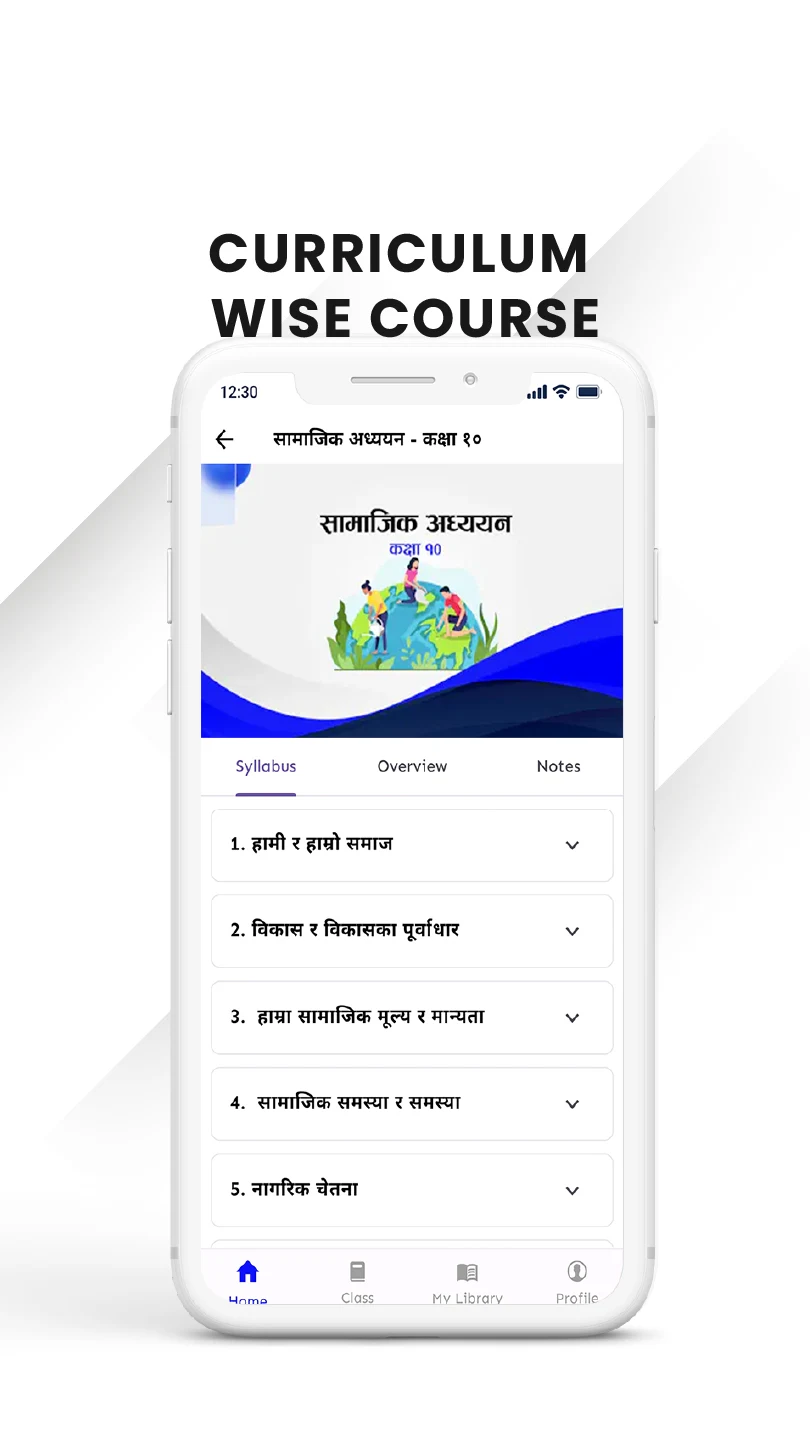 CURRICULUM
WISE COURSE
12:30
सामाजिक अध्ययन - कक्षा १०
सामाजिक अध्ययन
कक्षा १०
Syllabus Overview Notes
1. हामी र हाम्रो समाज
2. विकास र विकासका पूर्वाधार
3. हाम्रा सामाजिक मूल्य र मान्यता
4. सामाजिक समस्या र समस्या
5. नागरिक चेतना
Home Class My Library Profile